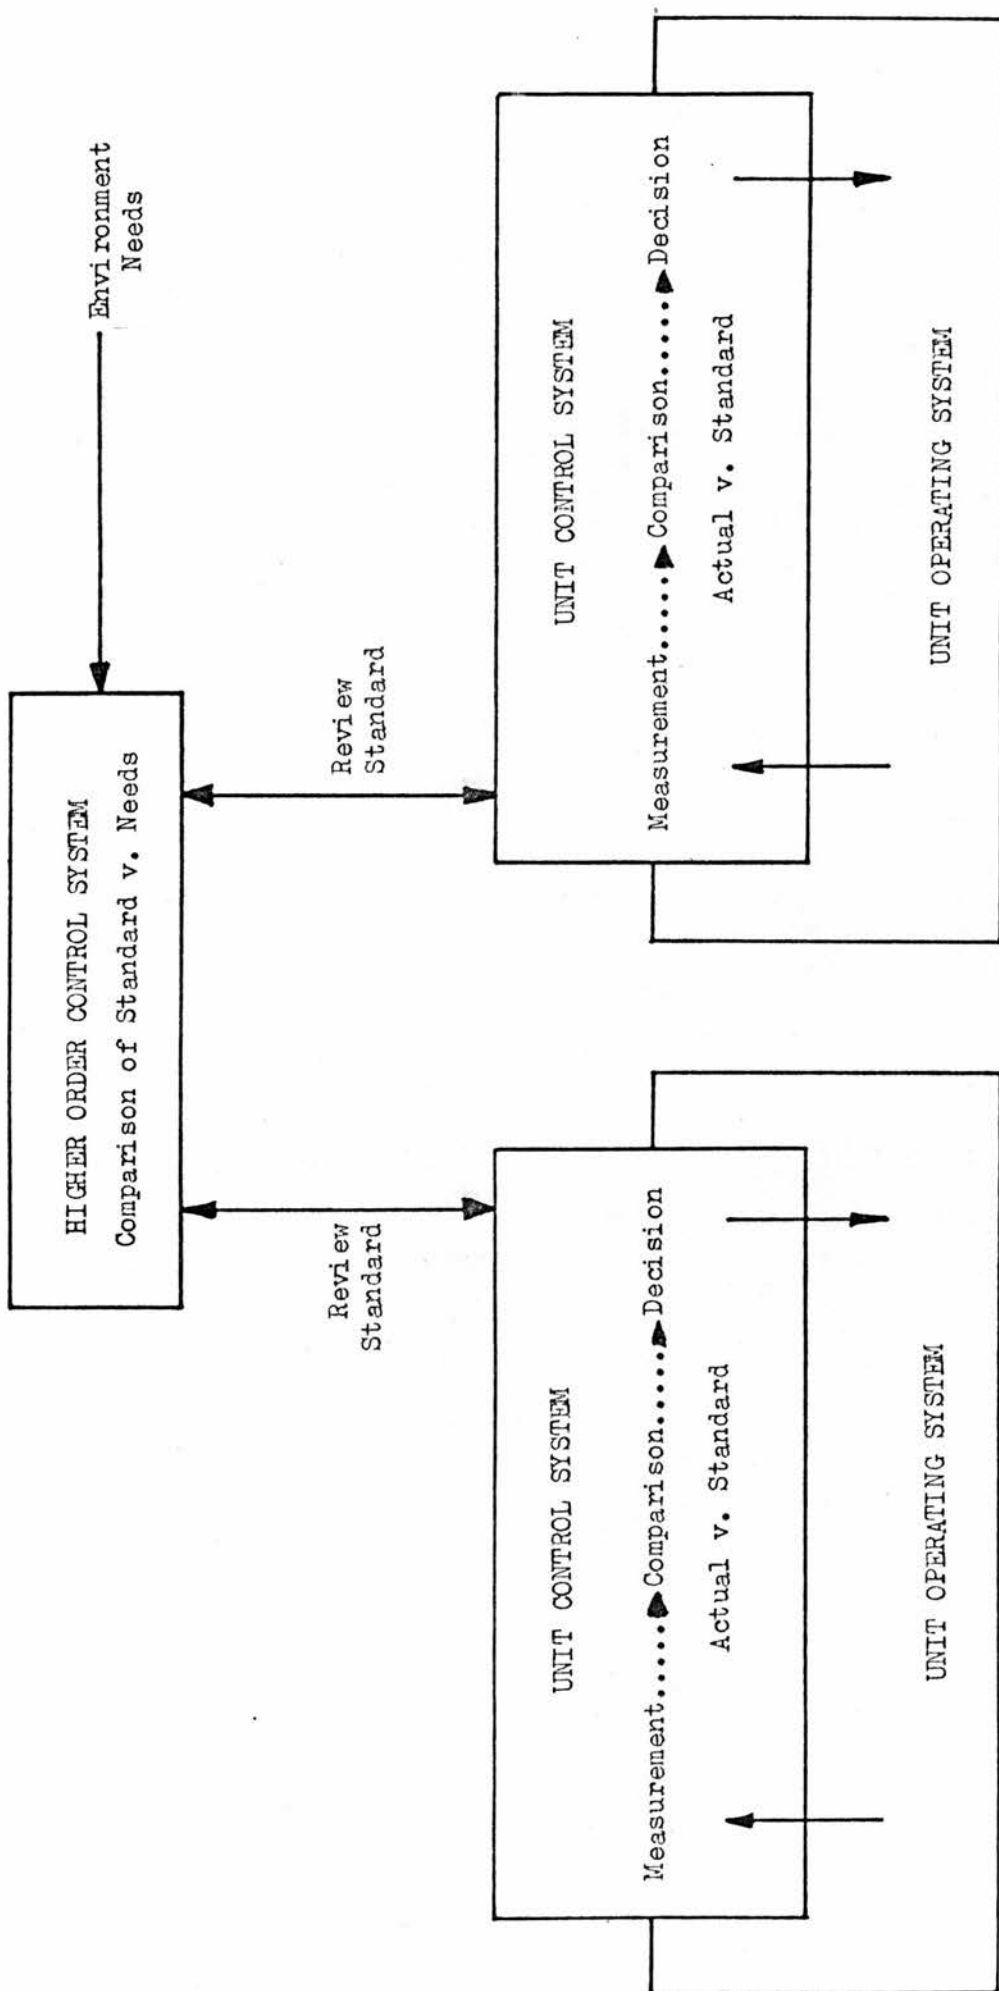 HIGHER ORDER CONTROL SYSTEM
Comparison of Standard v. Needs
Environment
Needs
Review
Standard
Review
Standard
UNIT CONTROL SYSTEM
Measurement.....Comparison.....Decision
Actual v. Standard
UNIT OPERATING SYSTEM
UNIT CONTROL SYSTEM
Measurement.....Comparison.....Decision
Actual v. Standard
UNIT OPERATING SYSTEM